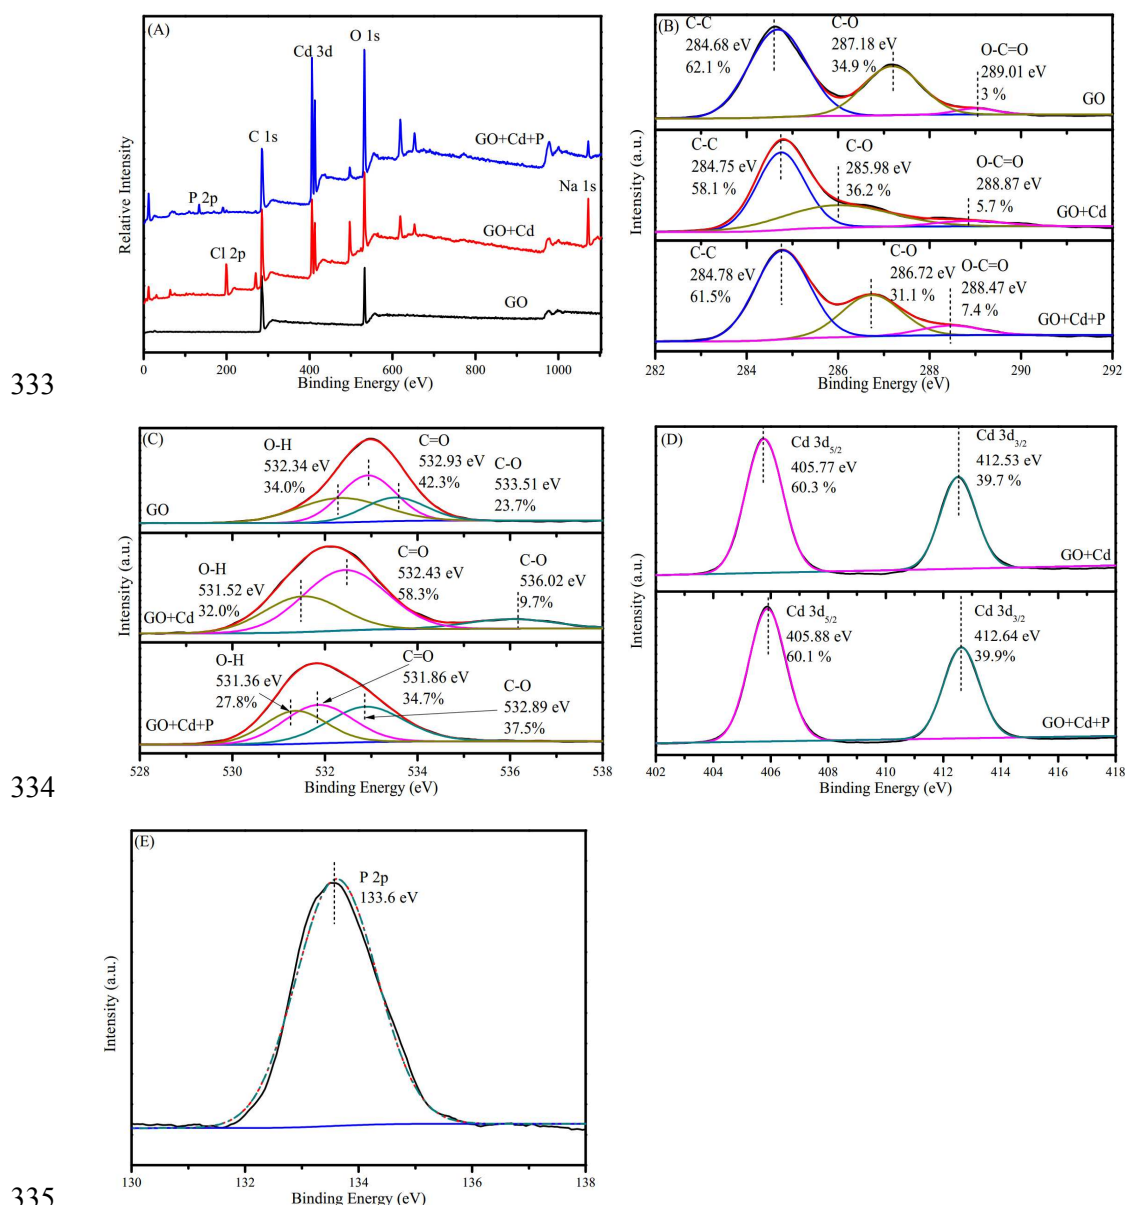 (A)
O 1s
Cd 3d
C 1s
GO+Cd+P
P 2p
Na 1s
Cl 2p
GO+Cd
GO
Relative Intensity
0 200 400 600 800 1000
Binding Energy (eV)
333
(B)
C-C
284.68 eV
62.1 %
C-O
287.18 eV
34.9 %
O-C=O
289.01 eV
3 %
GO
C-C
284.75 eV
58.1 %
C-O
285.98 eV
36.2 %
O-C=O
288.87 eV
5.7 %
GO+Cd
C-C
284.78 eV
61.5%
C-O
286.72 eV
31.1 %
O-C=O
288.47 eV
7.4 %
GO+Cd+P
Intensity (a.u.)
282 284 286 288 290 292
Binding Energy (eV)
(C)
O-H
532.34 eV
34.0%
C=O
532.93 eV
42.3%
C-O
533.51 eV
23.7%
GO
O-H
531.52 eV
32.0%
C=O
532.43 eV
58.3%
C-O
536.02 eV
9.7%
GO+Cd
O-H
531.36 eV
27.8%
C=O
531.86 eV
34.7%
C-O
532.89 eV
37.5%
GO+Cd+P
Intensity (a.u.)
528 530 532 534 536 538
Binding Energy (eV)
334
(D)
Cd 3d5/2
405.77 eV
60.3 %
Cd 3d3/2
412.53 eV
39.7 %
GO+Cd
Cd 3d5/2
405.88 eV
60.1 %
Cd 3d3/2
412.64 eV
39.9%
GO+Cd+P
Intensity (a.u.)
402 404 406 408 410 412 414 416 418
Binding Energy (eV)
(E)
P 2p
133.6 eV
Intensity (a.u.)
130 132 134 136 138
Binding Energy (eV)
335